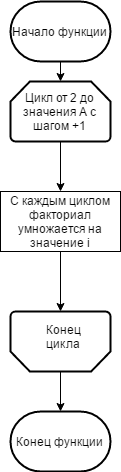 Начало функции
Цикл от 2 до
значения A с
шагом +1
С каждым циклом
факториал
умножается на
значение i
Конец
цикла
Конец функции